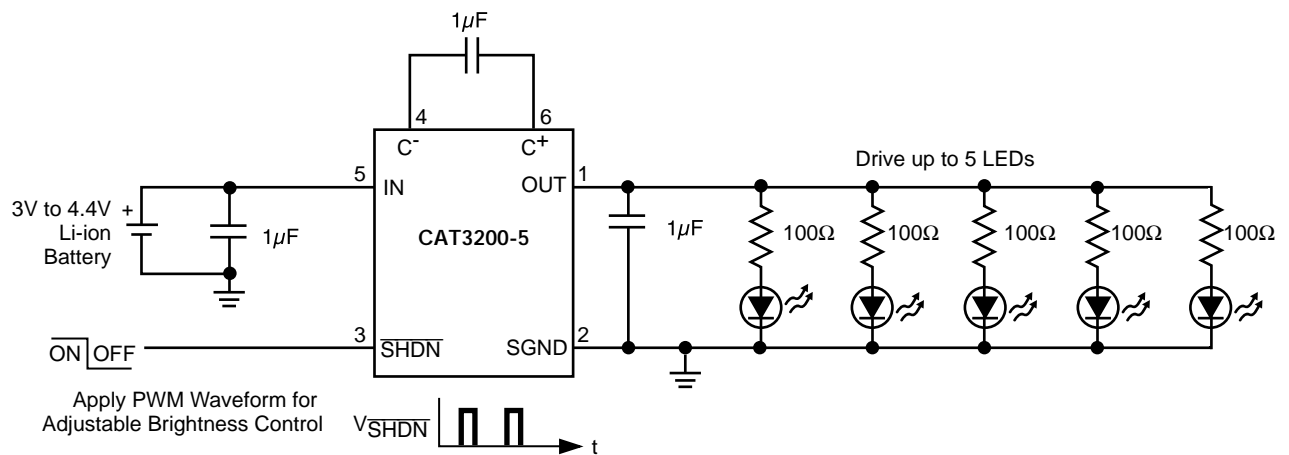 1µF
4
6
C-
C+
5
IN
OUT
1
Drive up to 5 LEDs
3V to 4.4V
Li-ion
Battery
+
1µF
CAT3200-5
1µF
100Ω
100Ω
100Ω
100Ω
100Ω
3
SHDN
SGND
2
ON OFF
Apply PWM Waveform for
Adjustable Brightness Control
VSHDN
t